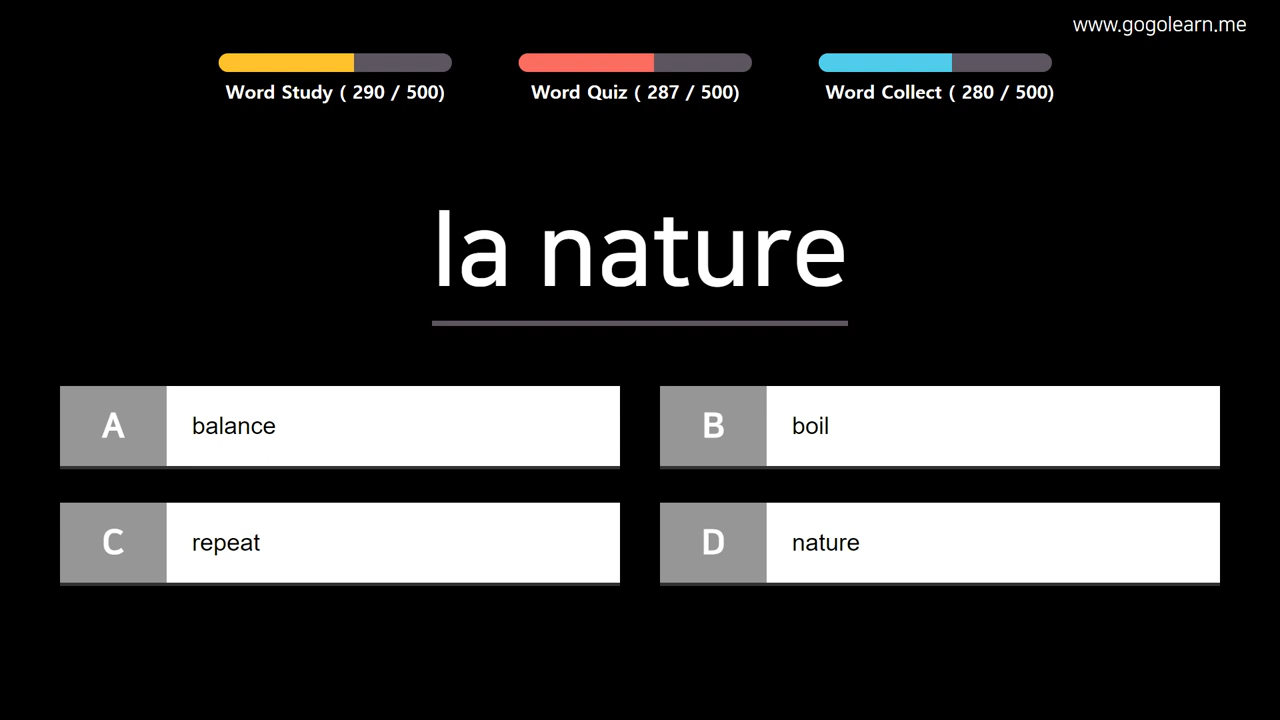 www.gogolearn.me
Word Study ( 290 / 500)
Word Quiz ( 287 / 500)
Word Collect ( 280 / 500)
la nature
A balance
B boil
C repeat
D nature